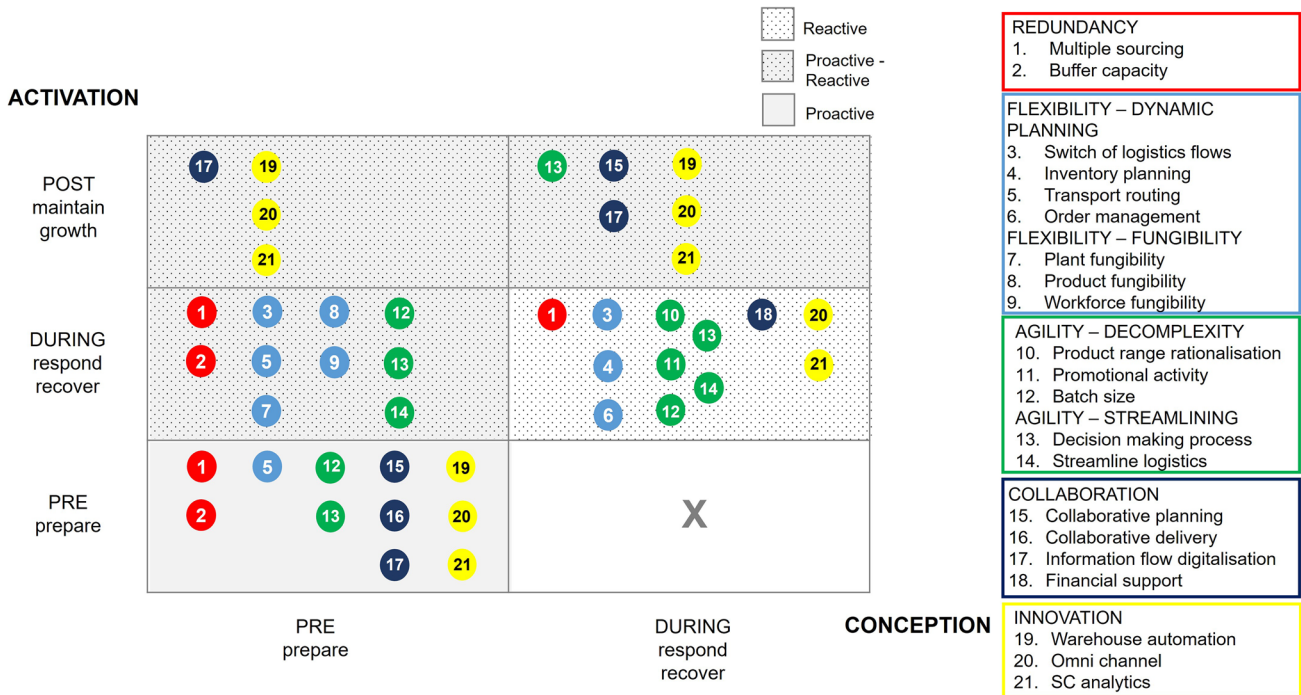 Reactive
Proactive -
Reactive
Proactive
ACTIVATION
POST
maintain
growth
17 19
20
21
13 15 19
17 20
21
DURING
respond
recover
1 3 8 12
2 5 9 13
7 14
1 3 10 18 20
13
4 11 21
14
6 12
PRE
prepare
1 5 12 15 19
2 13 16 20
17 21
X
PRE
prepare
DURING
respond
recover
CONCEPTION
REDUNDANCY
1. Multiple sourcing
2. Buffer capacity
FLEXIBILITY – DYNAMIC
PLANNING
3. Switch of logistics flows
4. Inventory planning
5. Transport routing
6. Order management
FLEXIBILITY – FUNGIBILITY
7. Plant fungibility
8. Product fungibility
9. Workforce fungibility
AGILITY – DECOMPLEXITY
10. Product range rationalisation
11. Promotional activity
12. Batch size
AGILITY – STREAMLINING
13. Decision making process
14. Streamline logistics
COLLABORATION
15. Collaborative planning
16. Collaborative delivery
17. Information flow digitalisation
18. Financial support
INNOVATION
19. Warehouse automation
20. Omni channel
21. SC analytics